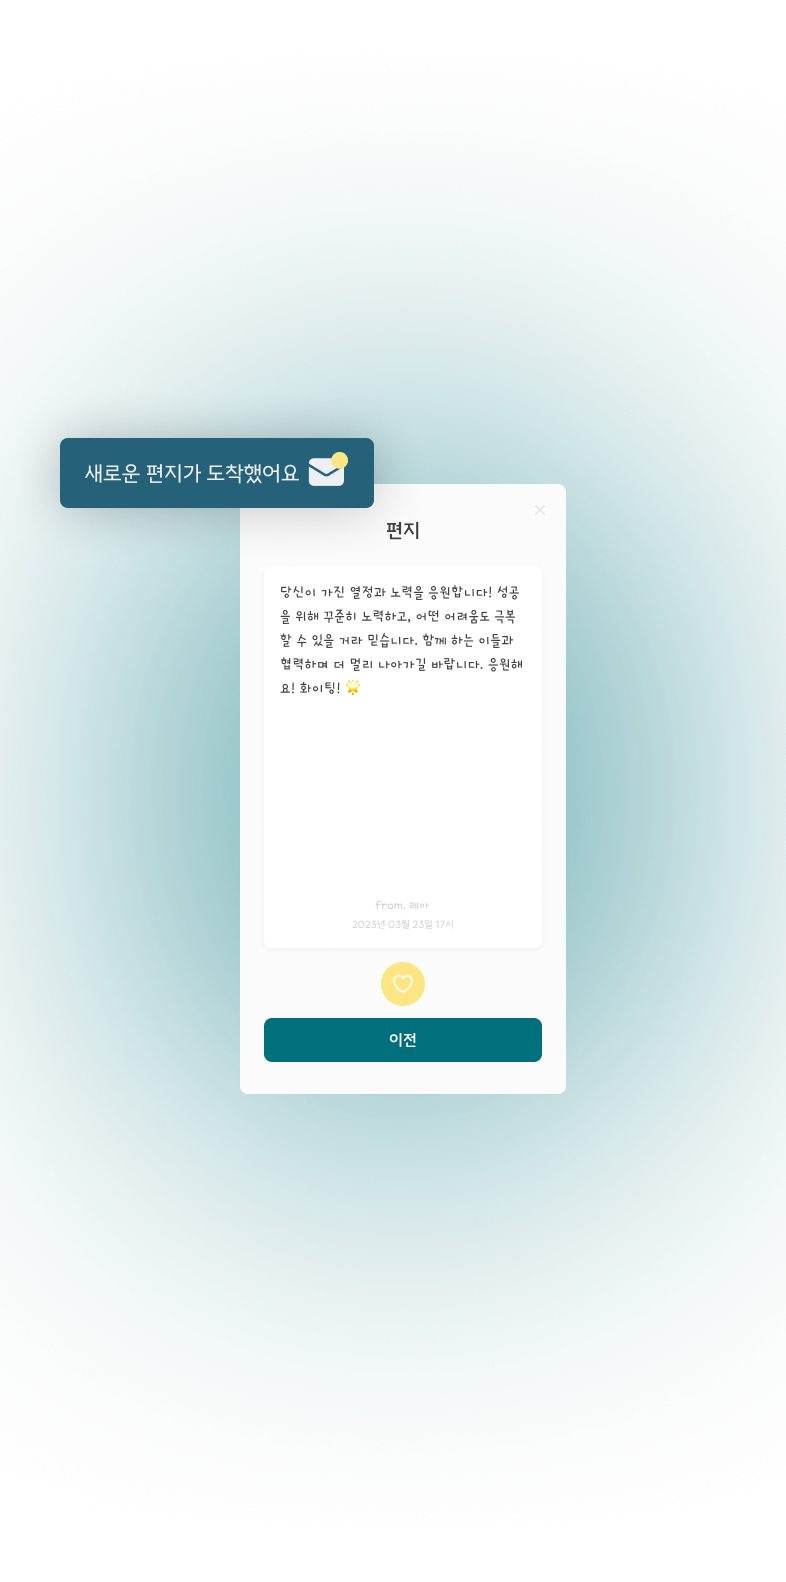 새로운 편지가 도착했어요
편지
당신이 가진 열정과 노력을 응원합니다! 성공
을 위해 꾸준히 노력하고, 어떤 어려움도 극복
할 수 있을 거라 믿습니다. 함께 하는 이들과
협력하며 더 멀리 나아가길 바랍니다. 응원해
요! 화이팅! 🌟
from. 래아
2023년 03월 23일 17시
이전